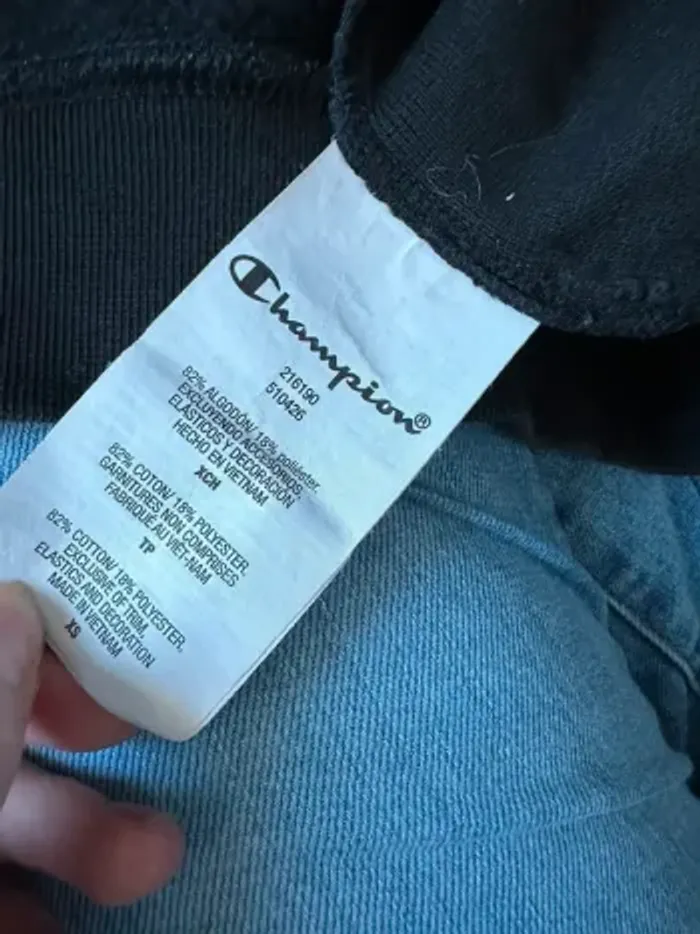 Champion®
216190
510426
82% ALGODÓN/ 18% poliéster.
EXCLUYENDO ACCESORIOS,
ELÁSTICOS Y DECORACIÓN
HECHO EN VIETNAM
XCH
82% COTON/ 18% POLYESTER.
GARNITURES NON COMPRISES
FABRIQUÉ AU VIET-NAM
TP
82% COTTON/ 18% POLYESTER,
EXCLUSIVE OF TRIM,
ELASTICS AND DECORATION
MADE IN VIETNAM
XS